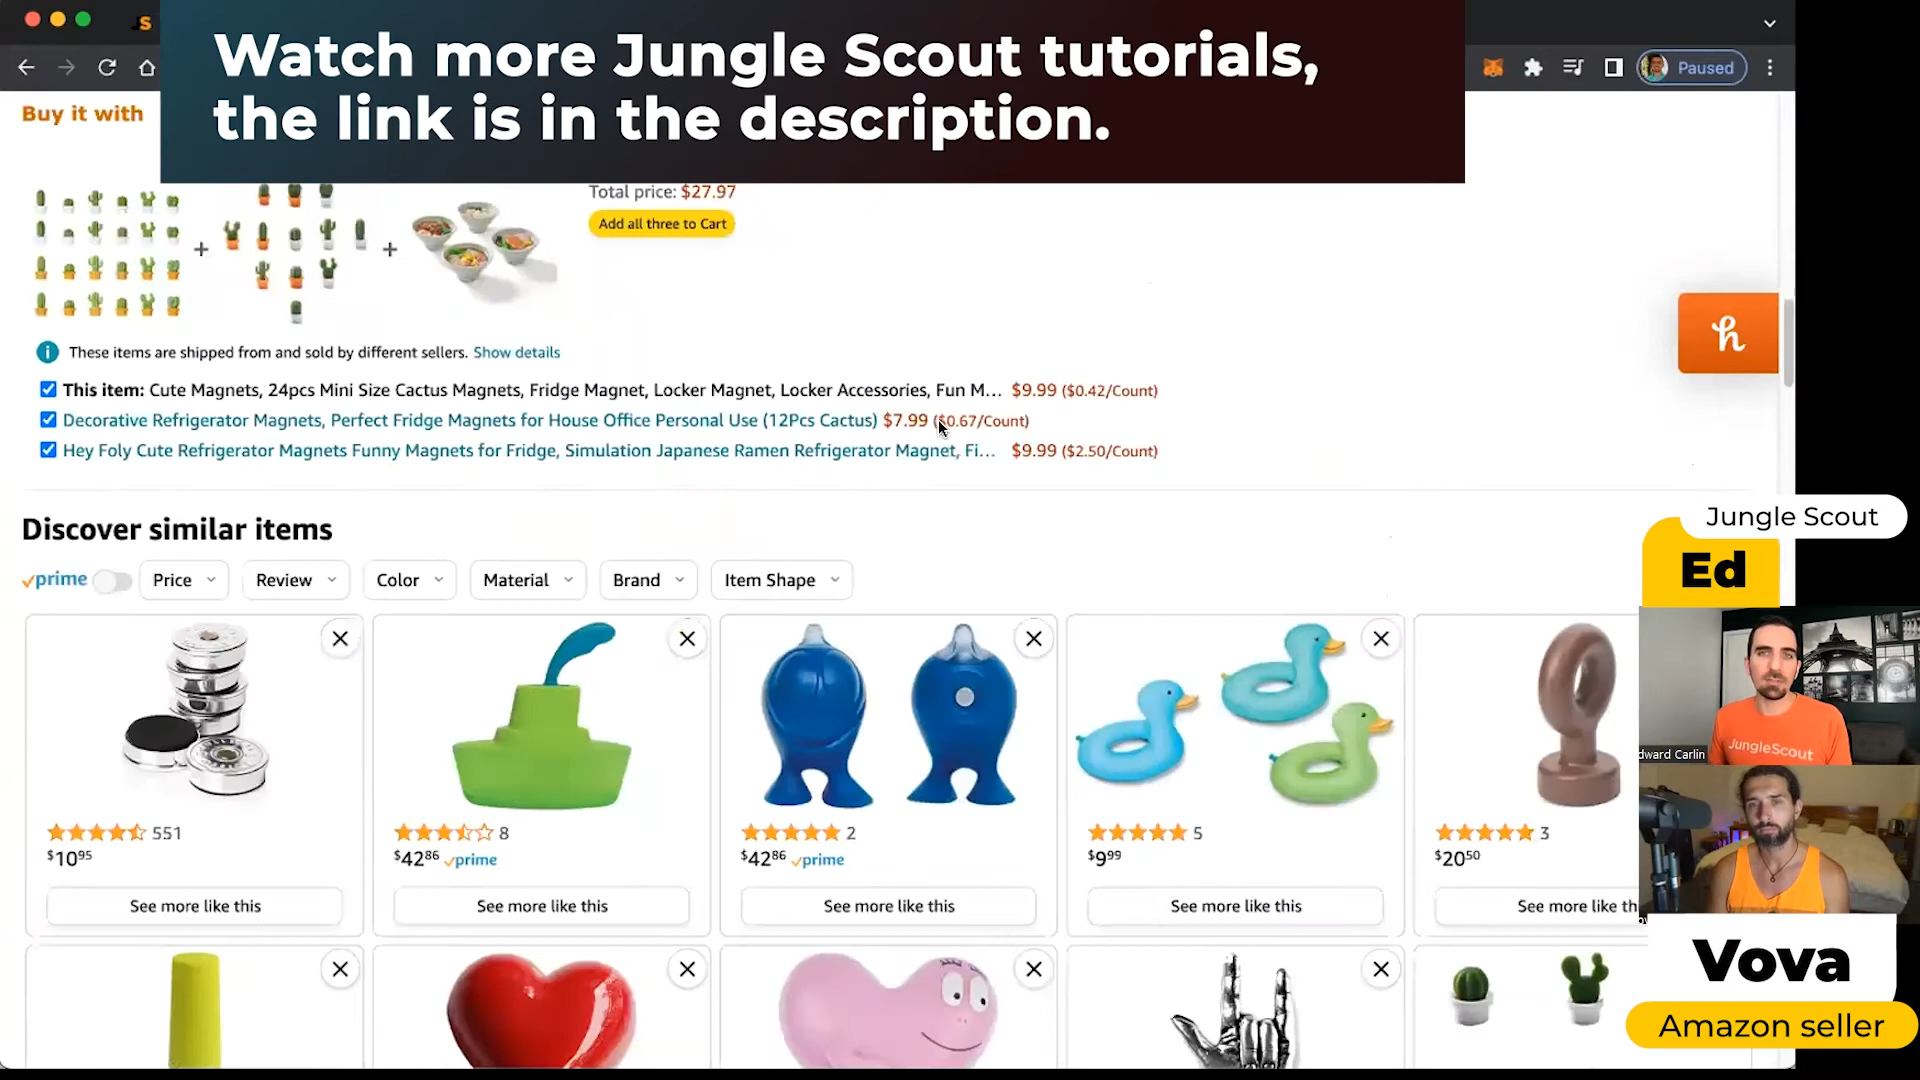 Watch more Jungle Scout tutorials,
the link is in the description.
S
Paused
Buy it with
Total price: $27.97
Add all three to Cart
+
+
These items are shipped from and sold by different sellers. Show details
This item: Cute Magnets, 24pcs Mini Size Cactus Magnets, Fridge Magnet, Locker Magnet, Locker Accessories, Fun M... $9.99 ($0.42/Count)
Decorative Refrigerator Magnets, Perfect Fridge Magnets for House Office Personal Use (12Pcs Cactus) $7.99 ($0.67/Count)
Hey Foly Cute Refrigerator Magnets Funny Magnets for Fridge, Simulation Japanese Ramen Refrigerator Magnet, Fi... $9.99 ($2.50/Count)
h
Discover similar items
prime Price Review Color Material Brand Item Shape
Jungle Scout
Ed
dward Carlin
JungleScout
551 8 2 5 3
$10.95 $42.86 prime $42.86 prime $9.99 $20.50
See more like this See more like this See more like this See more like this See more like th
Vova
Amazon seller